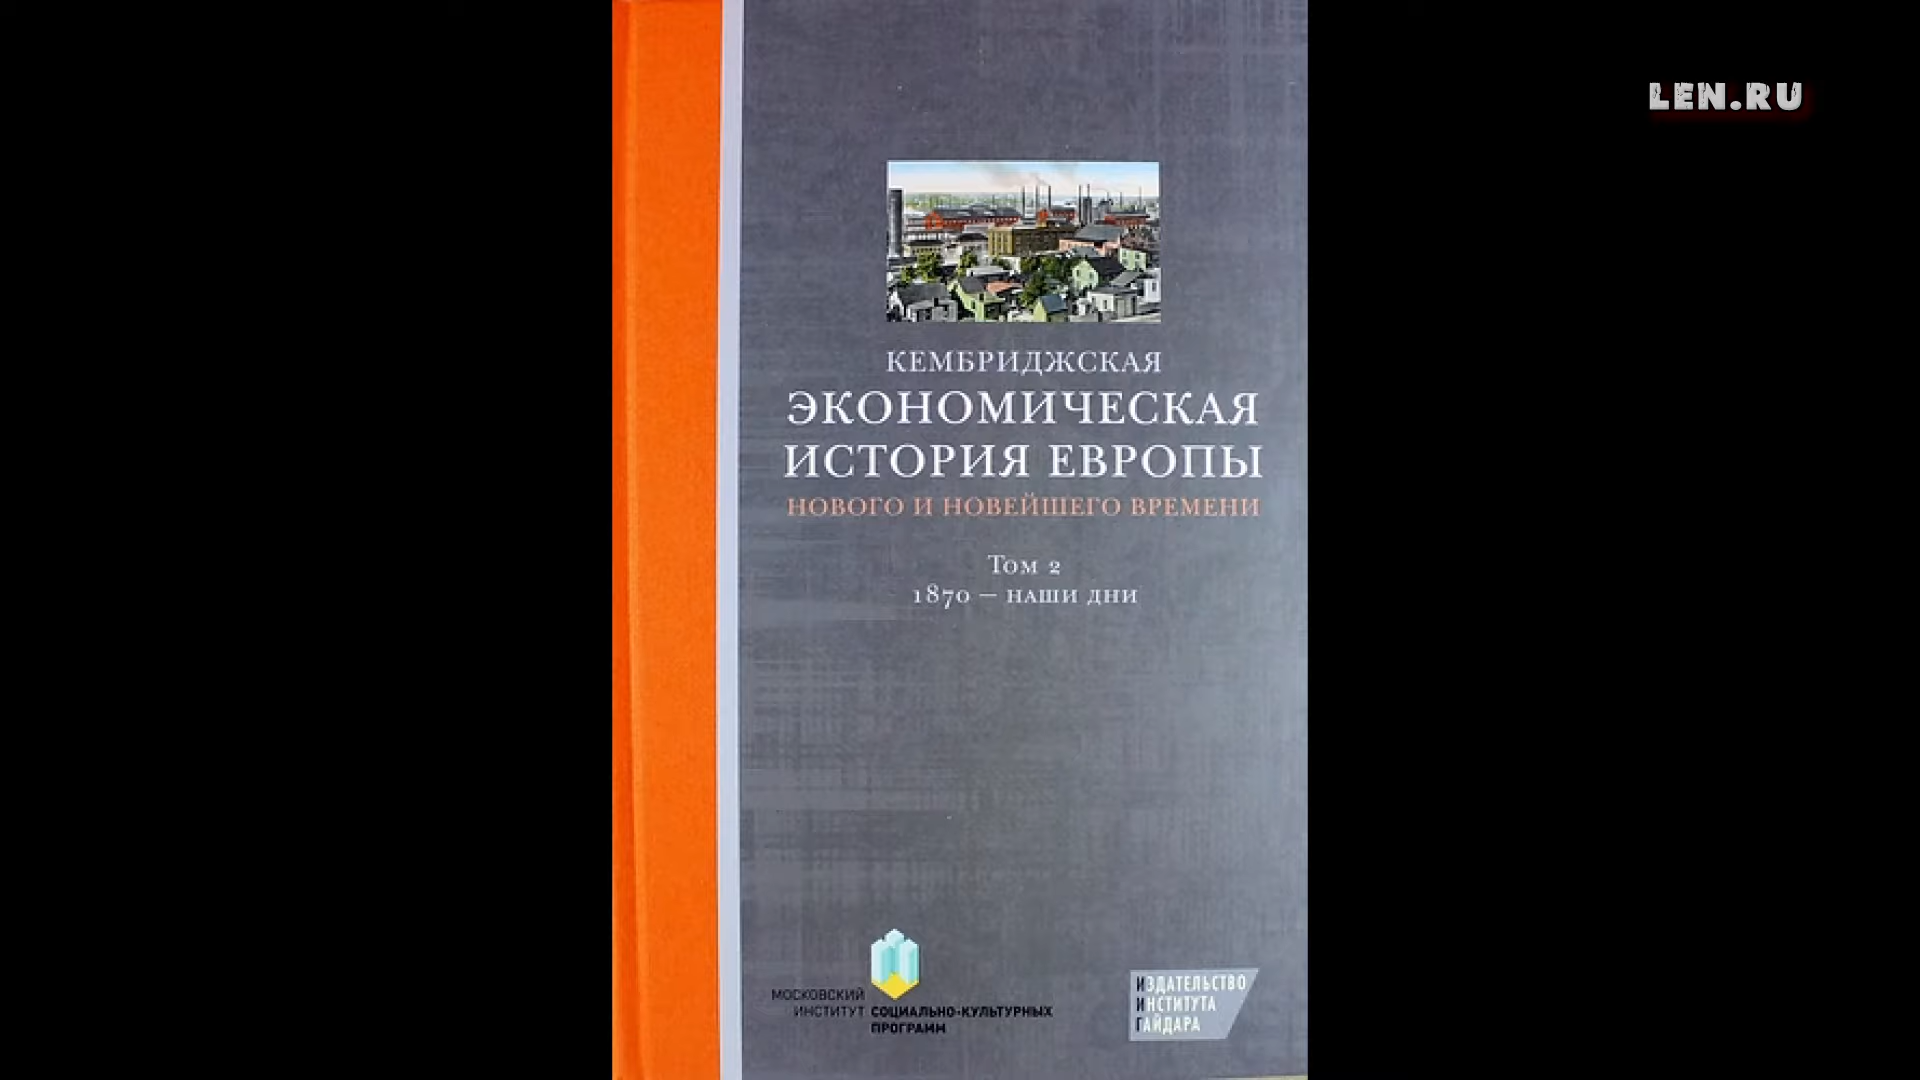 LEN.RU
КЕМБРИДЖСКАЯ
ЭКОНОМИЧЕСКАЯ
ИСТОРИЯ ЕВРОПЫ
НОВОГО И НОВЕЙШЕГО ВРЕМЕНИ
Том 2
1870 – НАШИ ДНИ
МОСКОВСКИЙ
ИНСТИТУТ СОЦИАЛЬНО-КУЛЬТУРНЫХ
ПРОГРАММ
ИЗДАТЕЛЬСТВО
ИНСТИТУТА
ГАЙДАРА